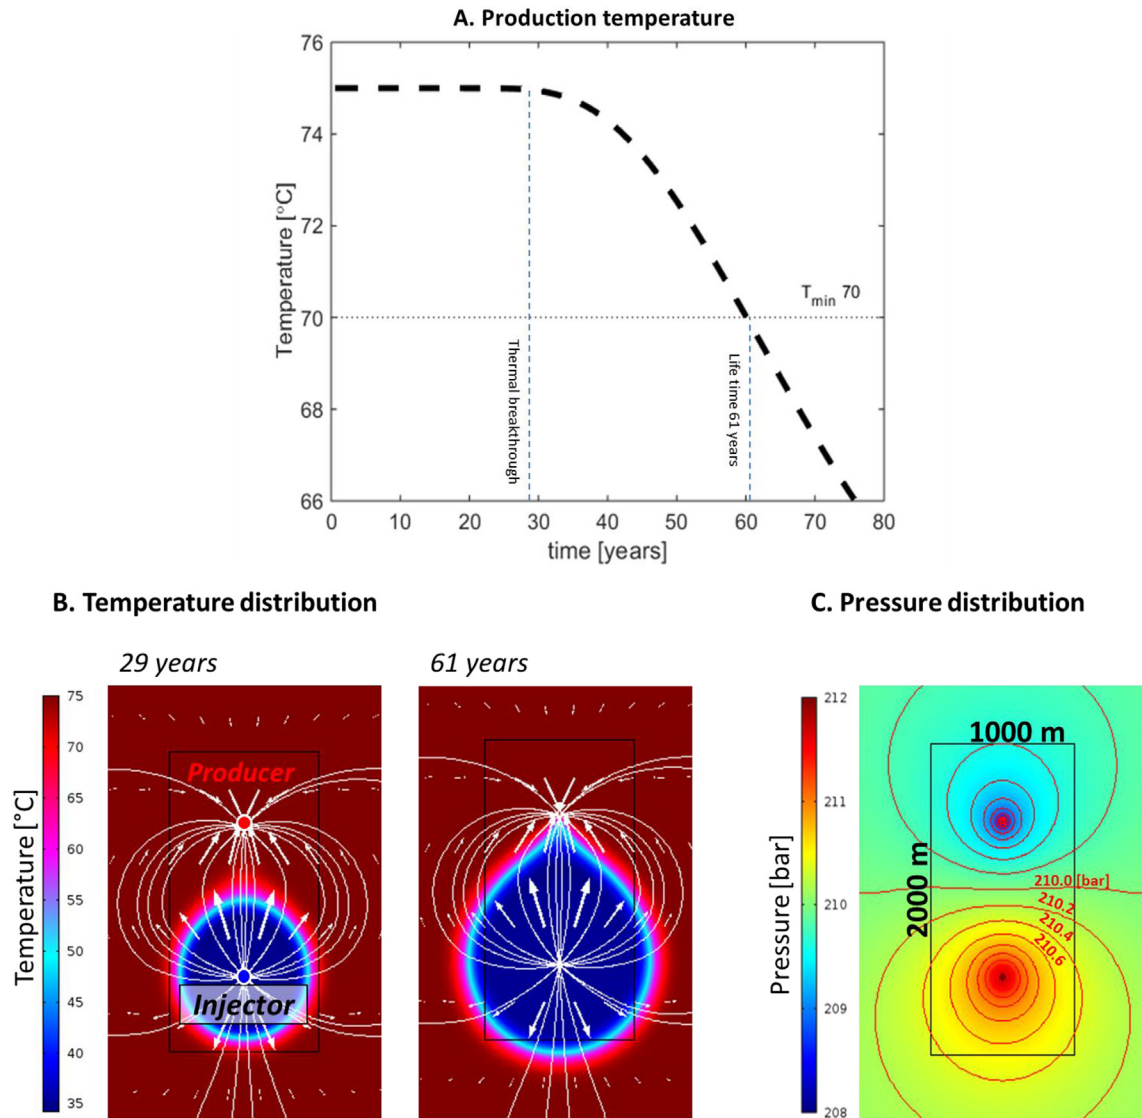 A. Production temperature
76
74
72
70
68
66
Temperature [°C]
T_min 70
Thermal breakthrough
Life time 61 years
0 10 20 30 40 50 60 70 80
time [years]
B. Temperature distribution
C. Pressure distribution
29 years
61 years
75
70
65
60
55
50
45
40
35
Temperature [°C]
Producer
Injector
212
211
210
209
208
Pressure [bar]
1000 m
2000 m
210.0 [bar]
210.2
210.4
210.6